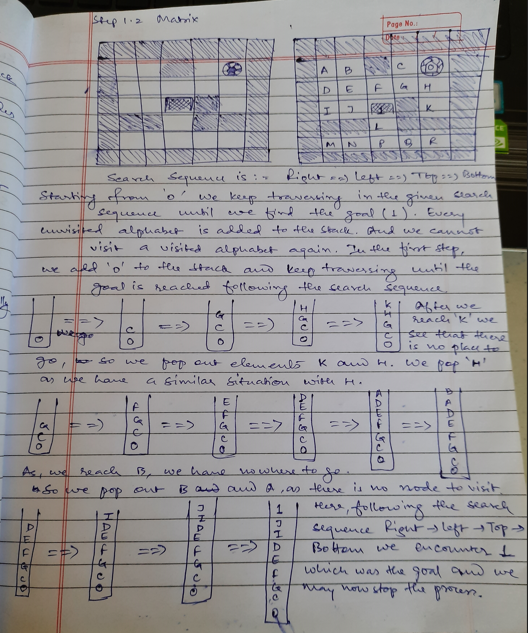 Step 1.2 Matrix
Page No.:
Date
A B C
D E F G H
I J 1 K
L
M N P Q R
Search Sequence is :- Right => Left => Top => Bottom
Starting from 'O' we keep traversing in the given search
sequence until we find the goal (1). Every
unvisited alphabet is added to the stack. And we cannot
visit a visited alphabet again. In the first step,
we add 'O' to the stack and keep traversing until the
goal is reached following the search sequence.
O ==> C O ==> G C O ==> H G C O ==> K H G C O
After we
reach 'K' we
see that there
is no place to
go, so we pop out elements K and H. We pop 'H'
as we have a similar situation with H.
G C O ==> F G C O ==> E F G C O ==> D E F G C O ==> A D E F G C O ==> B A D E F G C O
As, we reach B, we have nowhere to go.
So we pop out B and A, as there is no node to visit.
D E F G C O ==> I D E F G C O ==> J I D E F G C O ==> 1 J I D E F G C O
Here, following the search
sequence Right → Left → Top →
Bottom we encounter 1
which was the goal and we
may now stop the process.